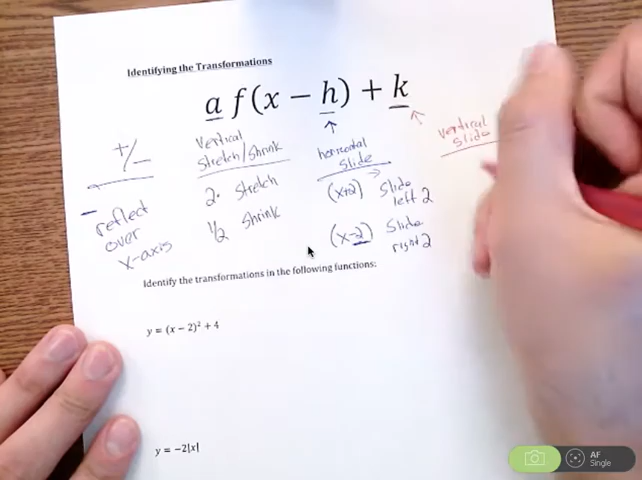 Identifying the Transformations
a f(x − h) + k
+/−
− reflect
over
x-axis
Vertical
Stretch/Shrink
2· Stretch
1/2 Shrink
horizontal
slide
(x+2) Slide
left 2
(x-2) Slide
right 2
vertical
slide
Identify the transformations in the following functions:
y = (x − 2)² + 4
y = −2|x|
AF
Single